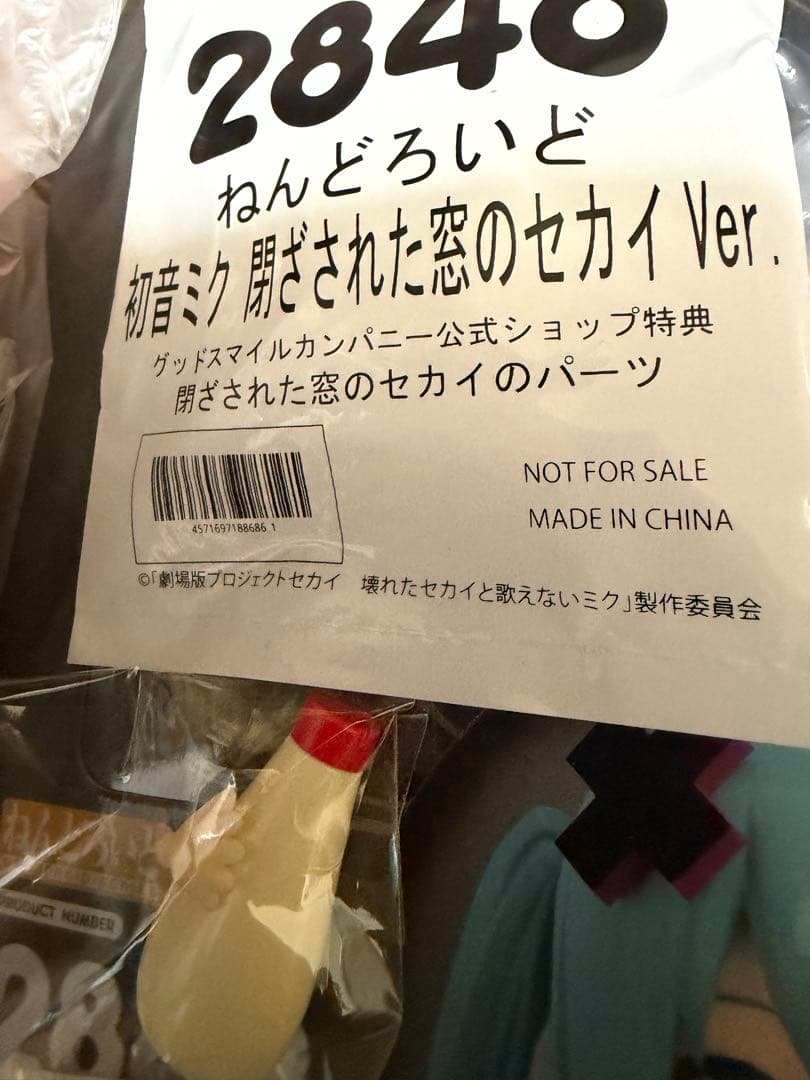 2848
ねんどろいど
初音ミク 閉ざされた窓のセカイ Ver.
グッドスマイルカンパニー公式ショップ特典
閉ざされた窓のセカイのパーツ
4571697188686 1
NOT FOR SALE
MADE IN CHINA
©「劇場版プロジェクトセカイ 壊れたセカイと歌えないミク」製作委員会
PRODUCT NUMBER
28